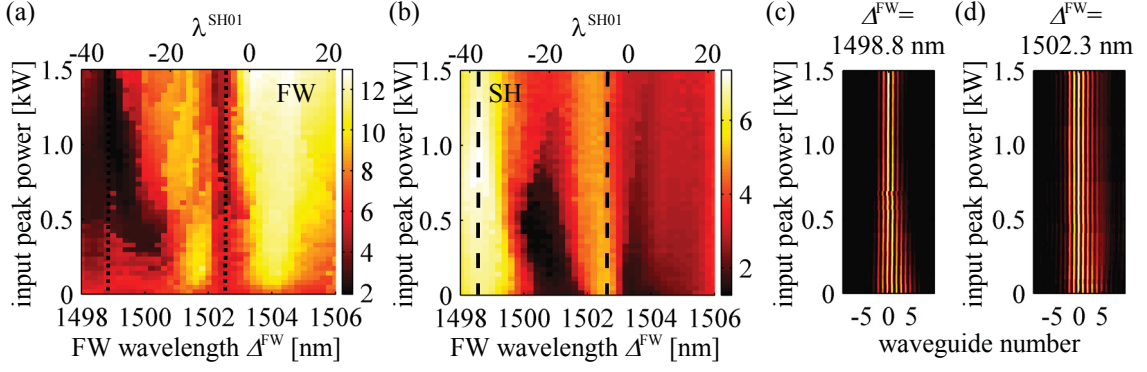 (a)
λ^SH01
-40 -20 0 20
input peak power [kW]
1.5
1.0
0.5
0
FW
12
10
8
6
4
2
1498 1500 1502 1504 1506
FW wavelength Δ^FW [nm]
(b)
λ^SH01
-40 -20 0 20
input peak power [kW]
1.5
1.0
0.5
0
SH
6
4
2
1498 1500 1502 1504 1506
FW wavelength Δ^FW [nm]
(c)
Δ^FW=
1498.8 nm
input peak power [kW]
1.5
1.0
0.5
0
-5 0 5
(d)
Δ^FW=
1502.3 nm
input peak power [kW]
1.5
1.0
0.5
0
-5 0 5
waveguide number